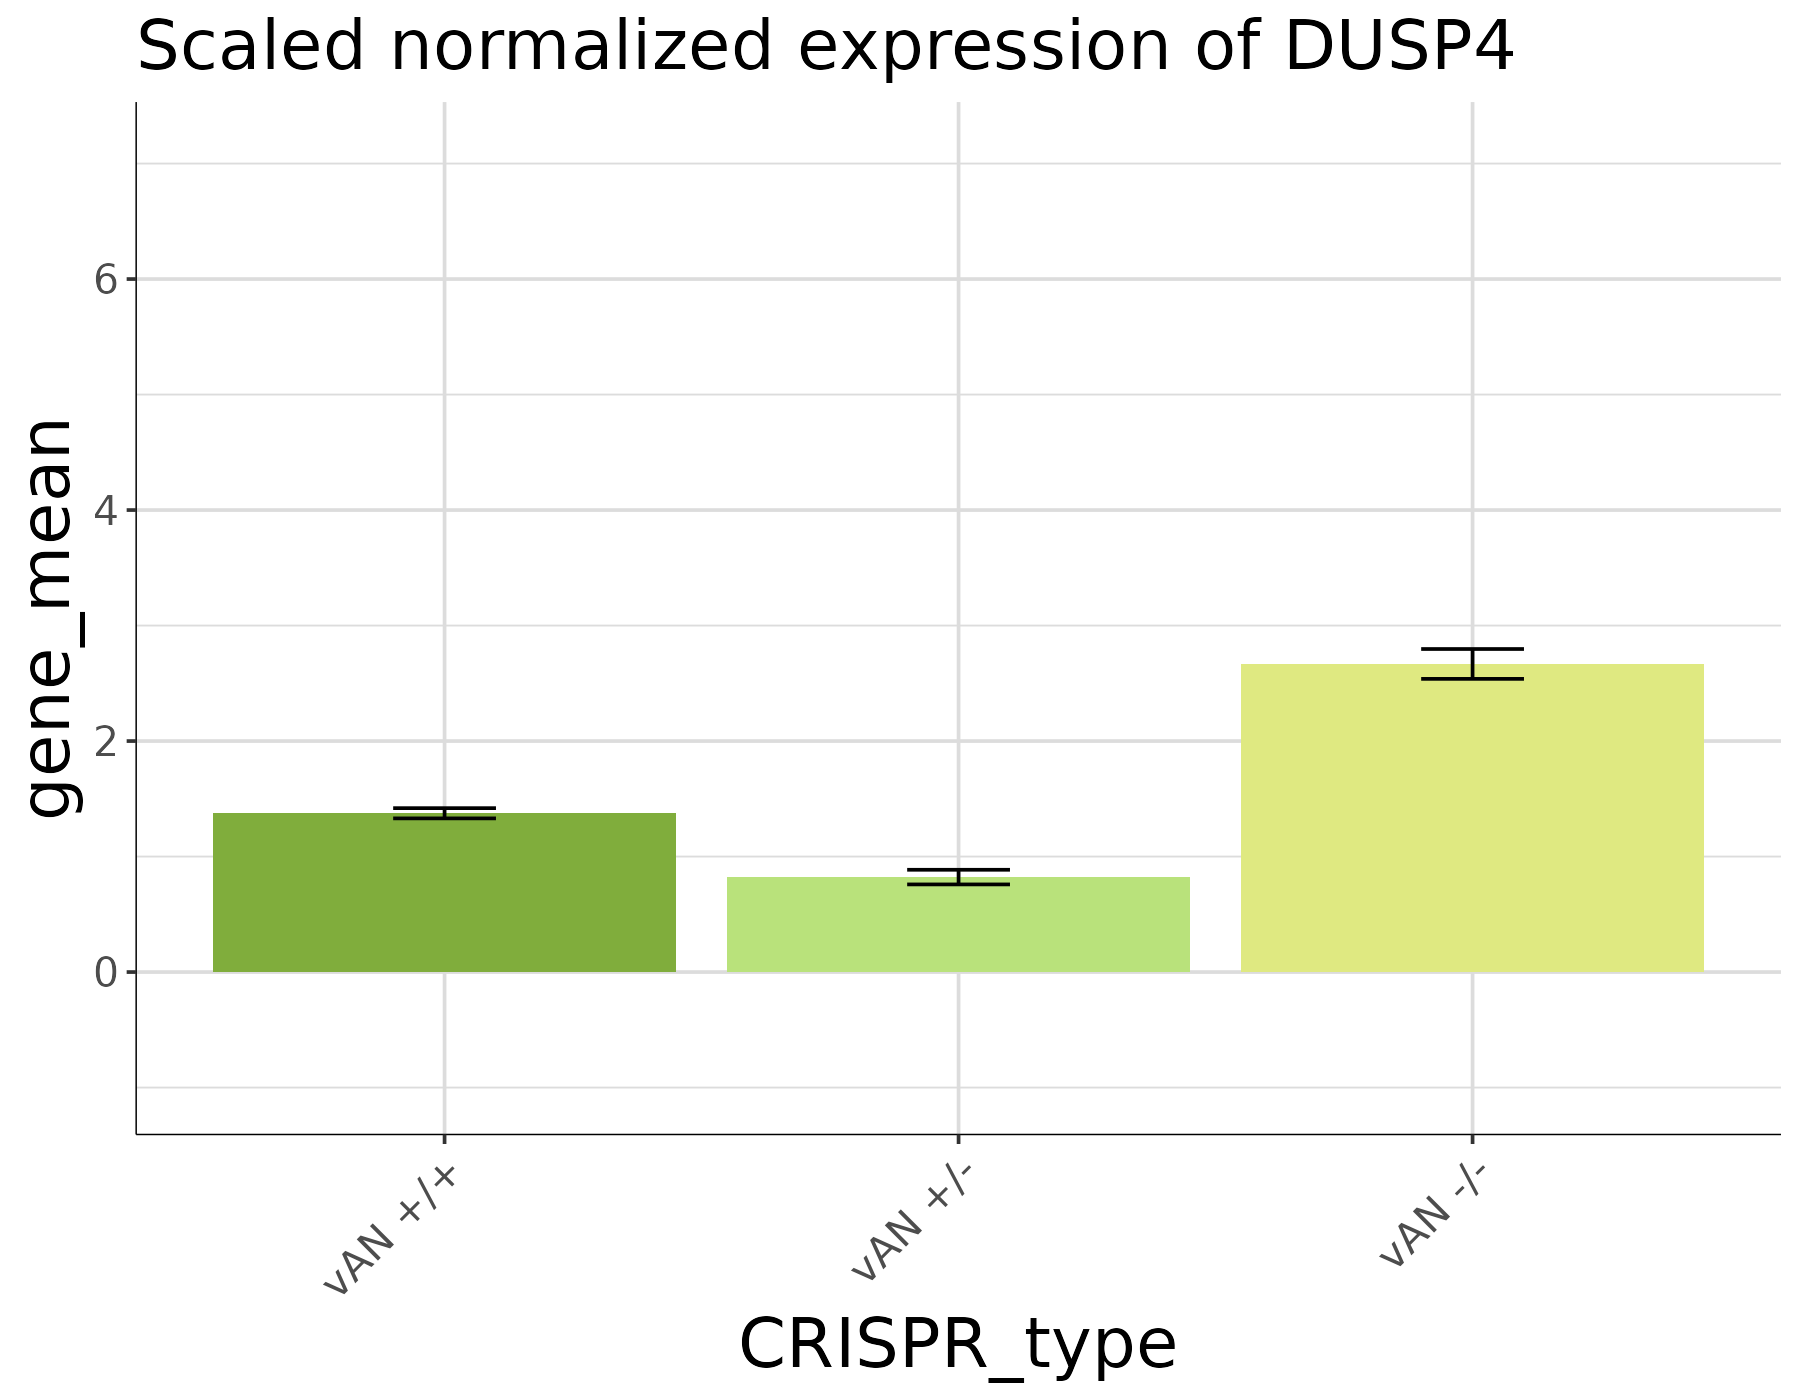 Scaled normalized expression of DUSP4
gene_mean
6
4
2
0
vAN +/+
vAN +/-
vAN -/-
CRISPR_type